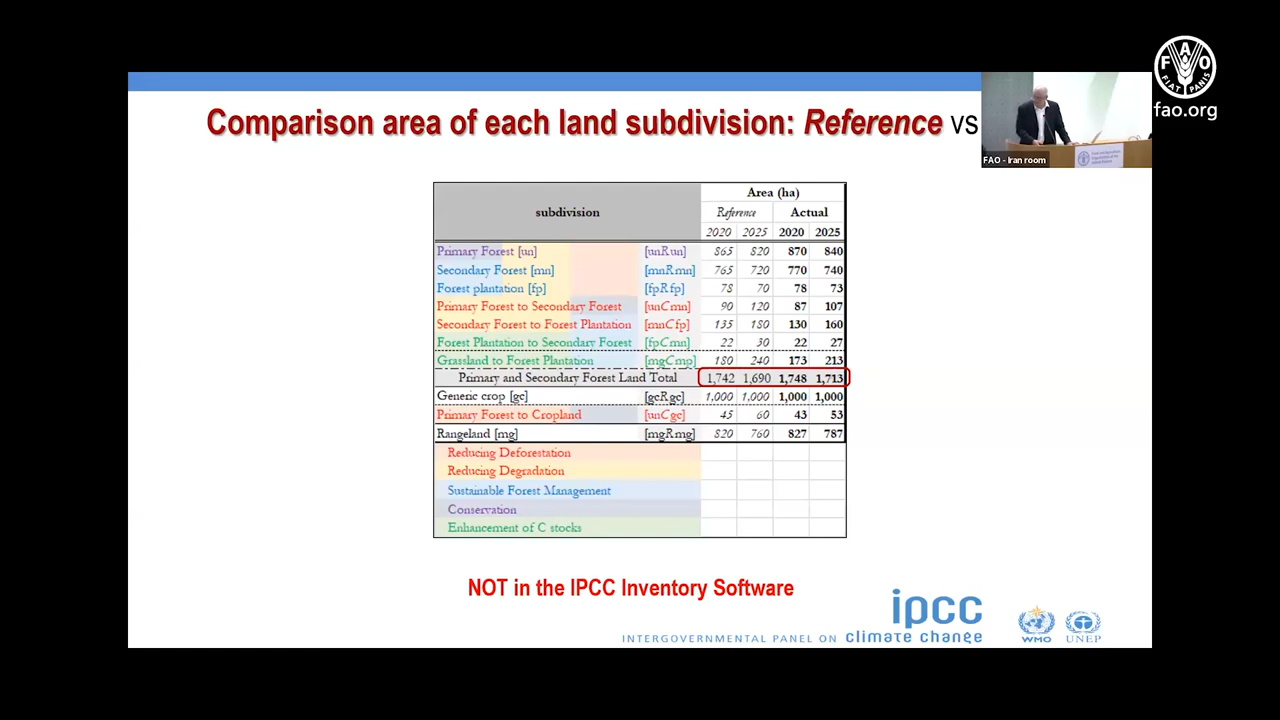 FAO
FIAT PANIS
fao.org
Comparison area of each land subdivision: Reference vs
FAO - Iran room
subdivision Area (ha)
Reference Actual
2020 2025 2020 2025
Primary Forest [un] [unRun] 865 820 870 840
Secondary Forest [mn] [mnRmn] 765 720 770 740
Forest plantation [fp] [fpRfp] 78 70 78 73
Primary Forest to Secondary Forest [unCmn] 90 120 87 107
Secondary Forest to Forest Plantation [mnCfp] 135 180 130 160
Forest Plantation to Secondary Forest [fpCmn] 22 30 22 27
Grassland to Forest Plantation [mgCmp] 180 240 173 213
Primary and Secondary Forest Land Total 1,742 1,690 1,748 1,713
Generic crop [gc] [gcRgc] 1,000 1,000 1,000 1,000
Primary Forest to Cropland [unCgc] 45 60 43 53
Rangeland [mg] [mgRmg] 820 760 827 787
Reducing Deforestation
Reducing Degradation
Sustainable Forest Management
Conservation
Enhancement of C stocks
NOT in the IPCC Inventory Software
ipcc
INTERGOVERNMENTAL PANEL ON climate change
WMO UNEP